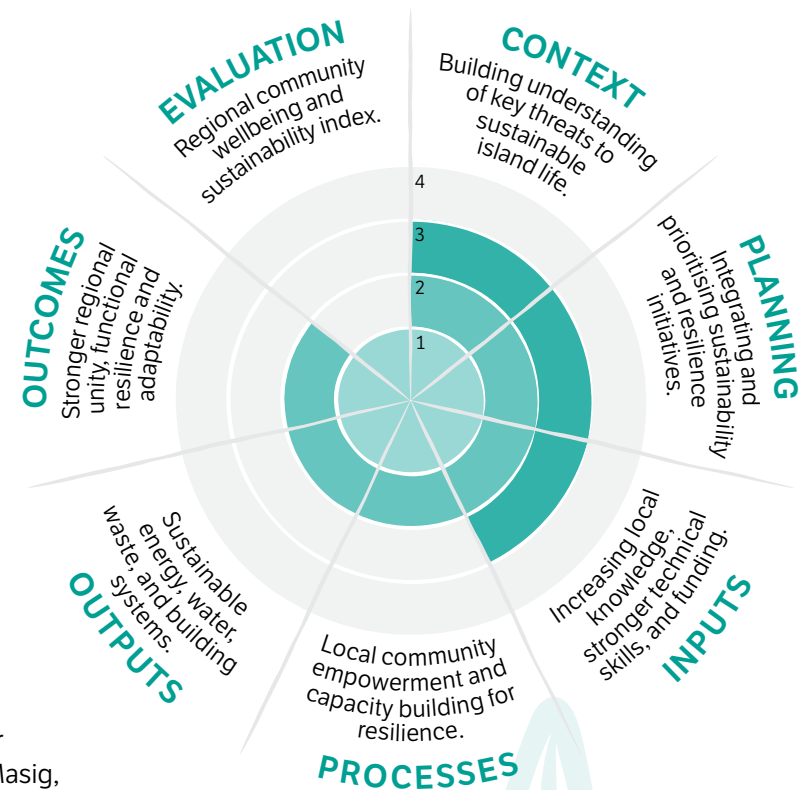 CONTEXT
Building understanding
of key threats to
sustainable
island life.
PLANNING
Integrating and
prioritising sustainability
and resilience
initiatives.
INPUTS
Increasing local
knowledge,
stronger technical
skills, and funding.
Local community
empowerment and
capacity building for
resilience.
PROCESSES
Sustainable
energy, water,
waste, and building
systems.
OUTPUTS
OUTCOMES
Stronger regional
unity, functional
resilience and
adaptability.
EVALUATION
Regional community
wellbeing and
sustainability index.
4
3
2
1